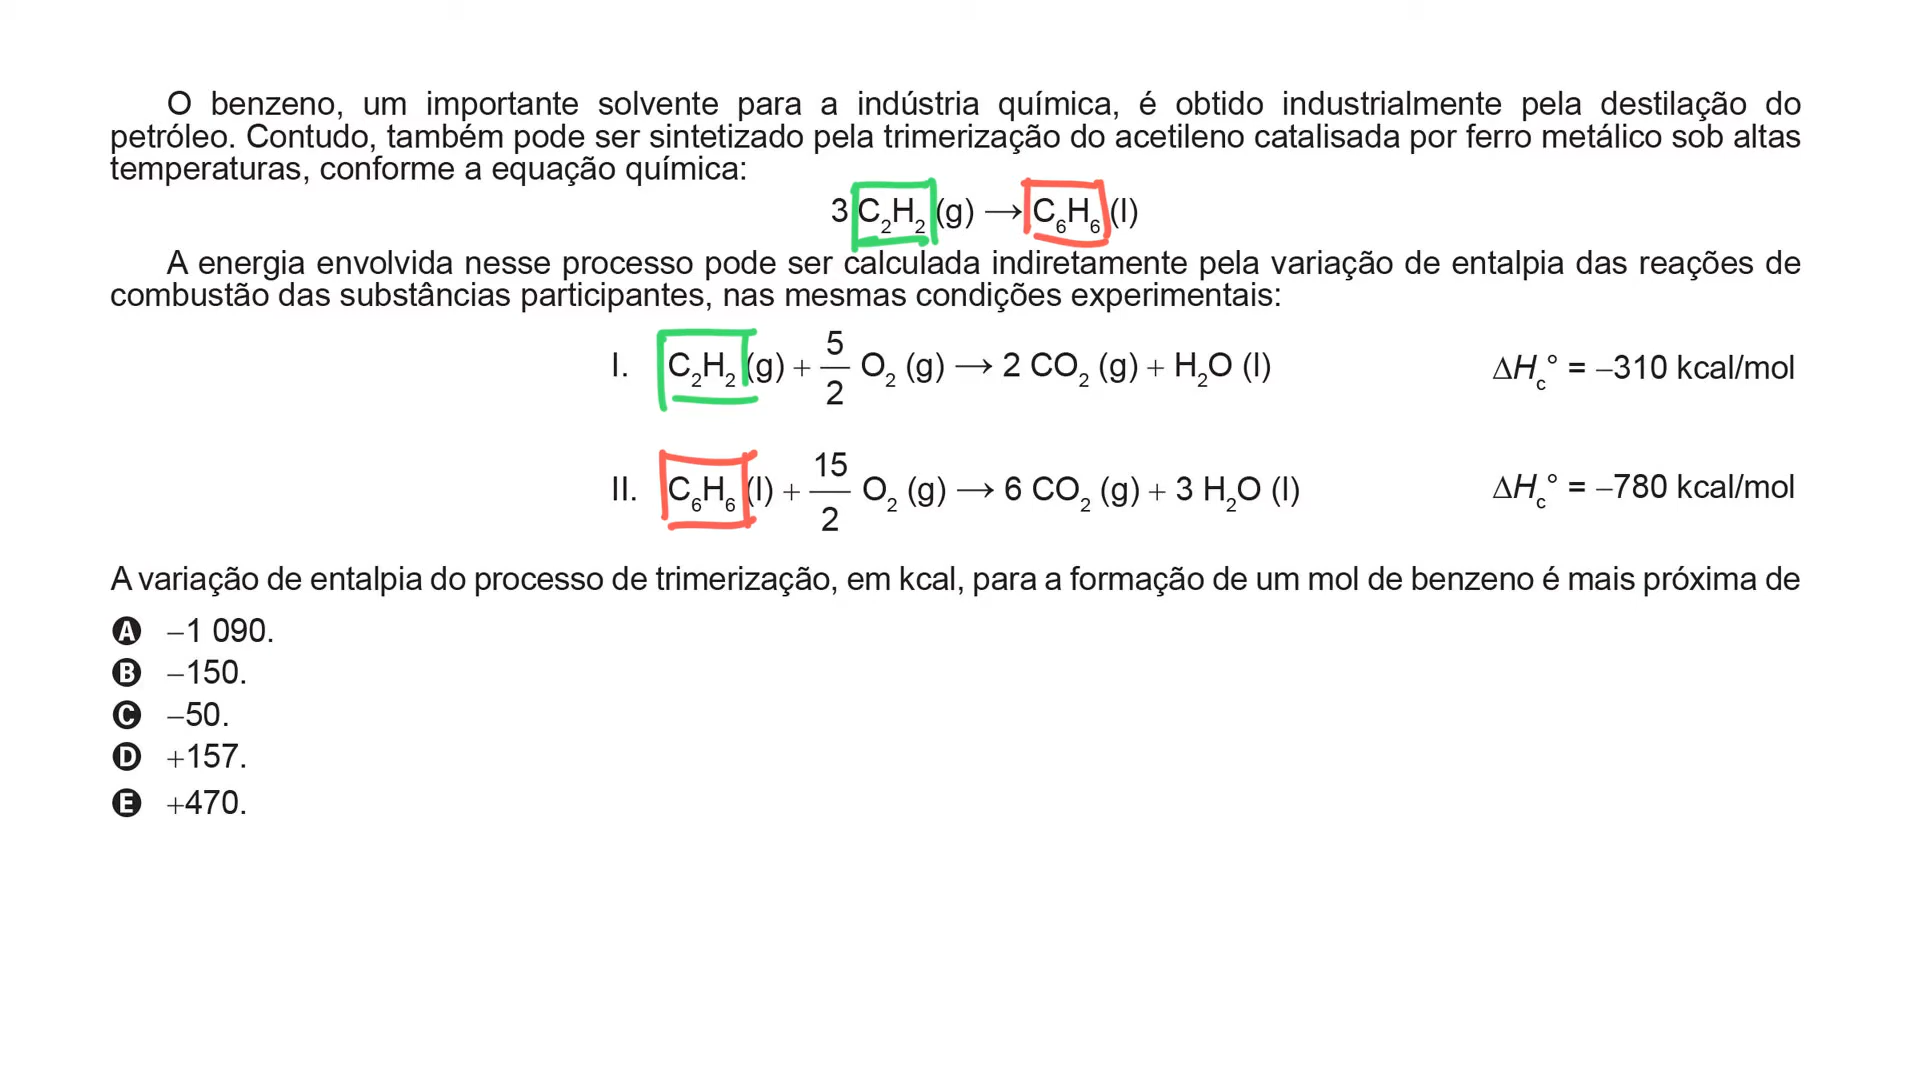 O benzeno, um importante solvente para a indústria química, é obtido industrialmente pela destilação do
petróleo. Contudo, também pode ser sintetizado pela trimerização do acetileno catalisada por ferro metálico sob altas
temperaturas, conforme a equação química:
3 C₂H₂ (g) ⟶ C₆H₆ (l)
A energia envolvida nesse processo pode ser calculada indiretamente pela variação de entalpia das reações de
combustão das substâncias participantes, nas mesmas condições experimentais:
I. C₂H₂ (g) + 5/2 O₂ (g) ⟶ 2 CO₂ (g) + H₂O (l) ΔH_c° = −310 kcal/mol
II. C₆H₆ (l) + 15/2 O₂ (g) ⟶ 6 CO₂ (g) + 3 H₂O (l) ΔH_c° = −780 kcal/mol
A variação de entalpia do processo de trimerização, em kcal, para a formação de um mol de benzeno é mais próxima de
A −1 090.
B −150.
C −50.
D +157.
E +470.